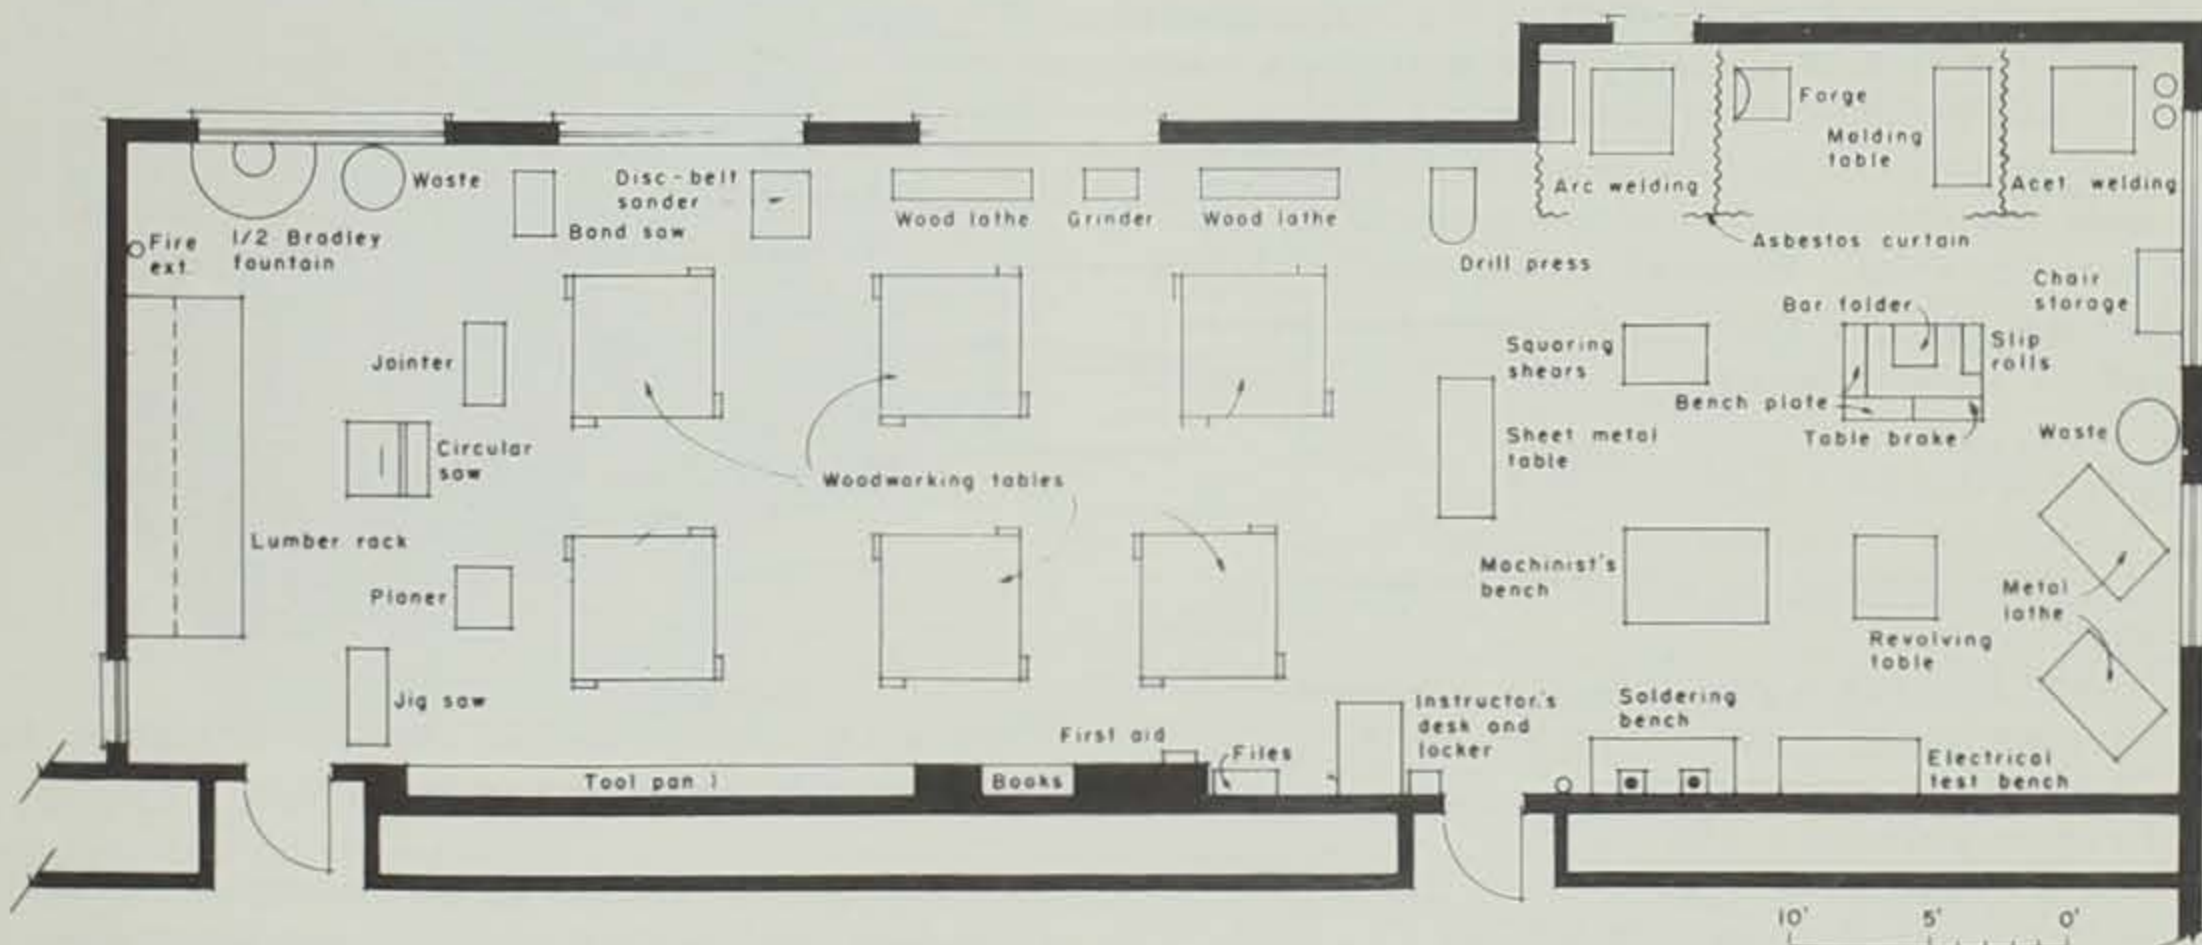 Forge
Molding
table
Waste
Disc-belt
sander
Arc welding
Acet. welding
Band saw
Wood lathe
Grinder
Wood lathe
Fire
ext.
1/2 Bradley
fountain
Asbestos curtain
Drill press
Chair
storage
Bar folder
Squaring
shears
Slip
rolls
Jointer
Bench plate
Circular
saw
Sheet metal
table
Table brake
Waste
Woodworking tables
Lumber rack
Machinist's
bench
Metal
lathe
Planer
Revolving
table
Jig saw
Instructor's
desk and
locker
Soldering
bench
First aid
Files
Tool pan
Books
Electrical
test bench
10' 5' 0'